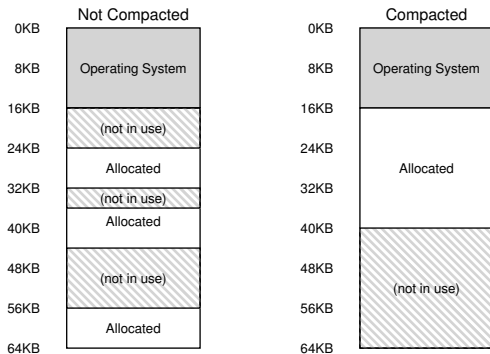 Not Compacted
0KB
8KB
Operating System
16KB
(not in use)
24KB
Allocated
32KB
(not in use)
Allocated
40KB
48KB
(not in use)
56KB
Allocated
64KB
Compacted
0KB
8KB
Operating System
16KB
24KB
Allocated
32KB
40KB
48KB
(not in use)
56KB
64KB